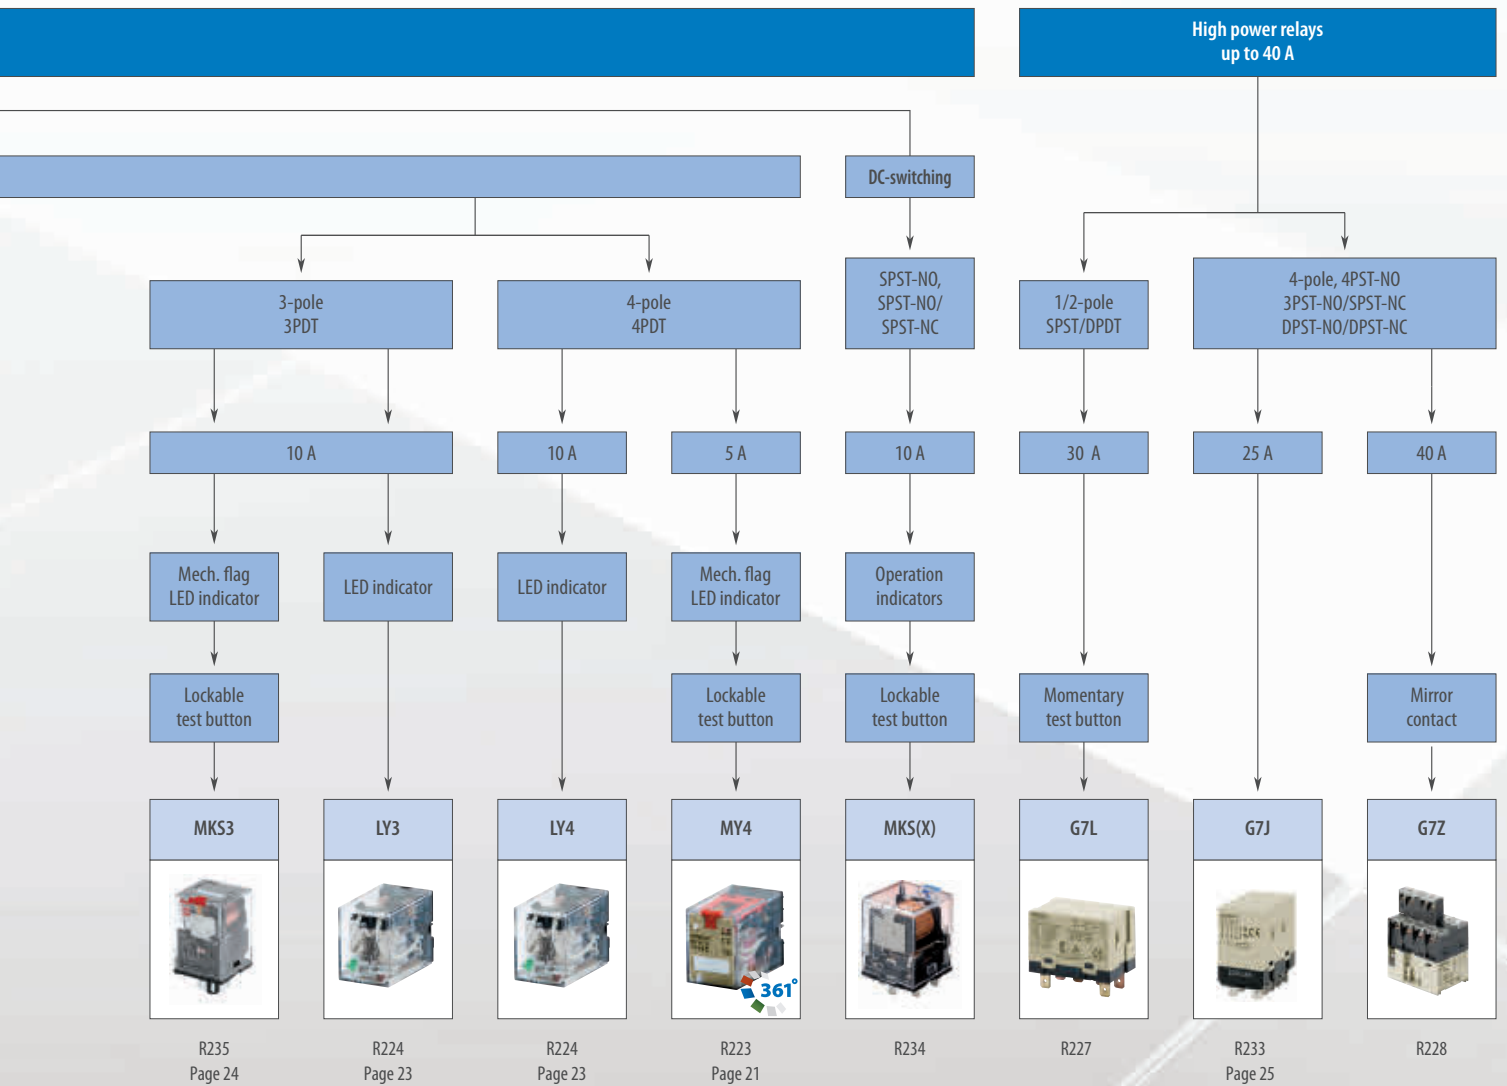 High power relays
up to 40 A
DC-switching
3-pole
3PDT
4-pole
4PDT
SPST-NO,
SPST-NO/
SPST-NC
1/2-pole
SPST/DPDT
4-pole, 4PST-NO
3PST-NO/SPST-NC
DPST-NO/DPST-NC
10 A
10 A
5 A
10 A
30 A
25 A
40 A
Mech. flag
LED indicator
LED indicator
LED indicator
Mech. flag
LED indicator
Operation
indicators
Lockable
test button
Lockable
test button
Lockable
test button
Momentary
test button
Mirror
contact
MKS3
LY3
LY4
MY4
MKS(X)
G7L
G7J
G7Z
361°
R235
Page 24
R224
Page 23
R224
Page 23
R223
Page 21
R234
R227
R233
Page 25
R228